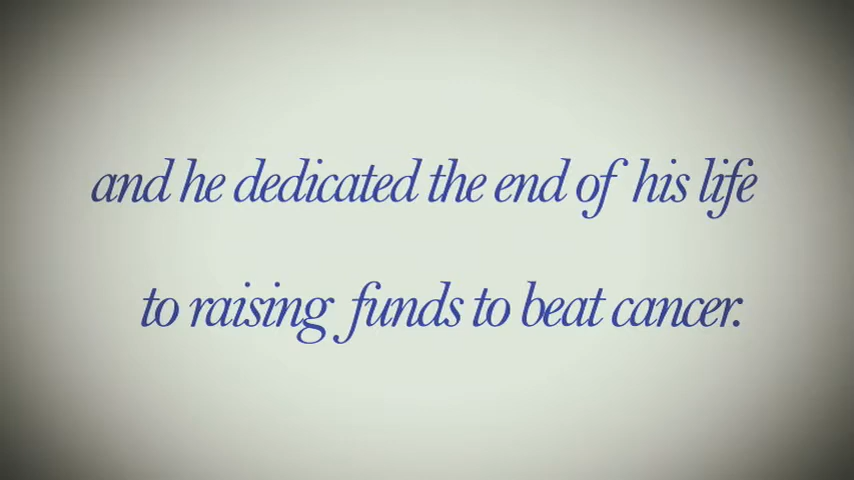 and he dedicated the end of his life
to raising funds to beat cancer.